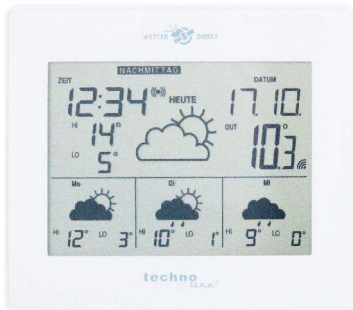 WETTER DIREKT
NACHMITTAG
ZEIT DATUM
12:34 HEUTE 17.10.
HI 14° OUT 10.3°
LO 5°
Mo DI MI
HI 12° LO 3° HI 10° LO 1° HI 9° LO 0°
techno
line